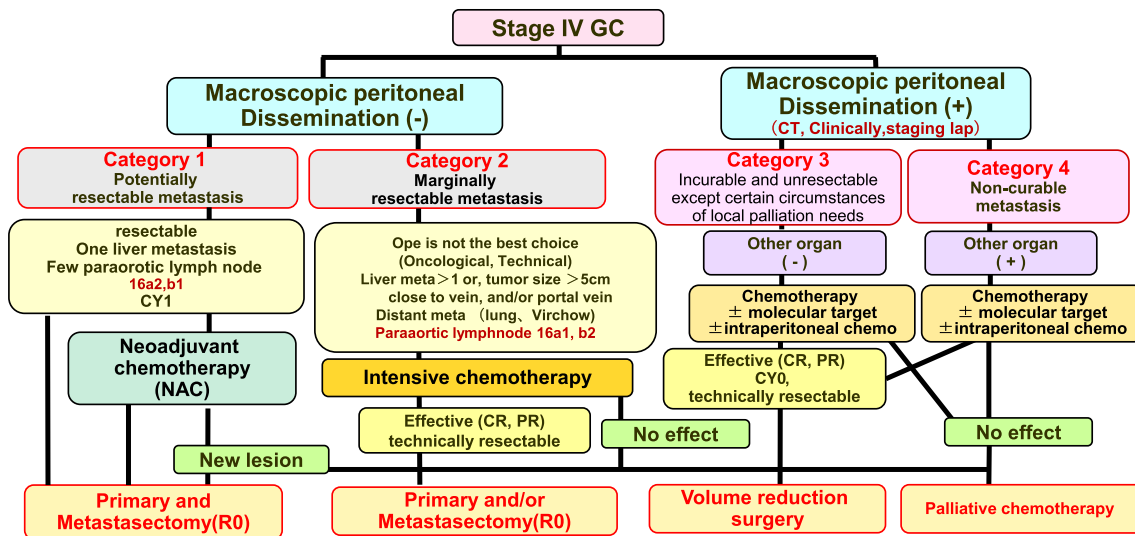 Stage IV GC
Macroscopic peritoneal
Dissemination (-)
Macroscopic peritoneal
Dissemination (+)
（CT, Clinically,staging lap）
Category 1
Potentially
resectable metastasis
Category 2
Marginally
resectable metastasis
Category 3
Incurable and unresectable
except certain circumstances
of local palliation needs
Category 4
Non-curable
metastasis
resectable
One liver metastasis
Few paraorotic lymph node
16a2,b1
CY1
Ope is not the best choice
(Oncological, Technical)
Liver meta＞1 or, tumor size ＞5cm
close to vein, and/or portal vein
Distant meta （lung、Virchow)
Paraaortic lymphnode 16a1, b2
Other organ
( - )
Other organ
( + )
Chemotherapy
± molecular target
±intraperitoneal chemo
Chemotherapy
± molecular target
±intraperitoneal chemo
Neoadjuvant
chemotherapy
(NAC)
Intensive chemotherapy
Effective (CR, PR)
CY0,
technically resectable
Effective (CR, PR)
technically resectable
No effect
No effect
New lesion
Primary and
Metastasectomy(R0)
Primary and/or
Metastasectomy(R0)
Volume reduction
surgery
Palliative chemotherapy